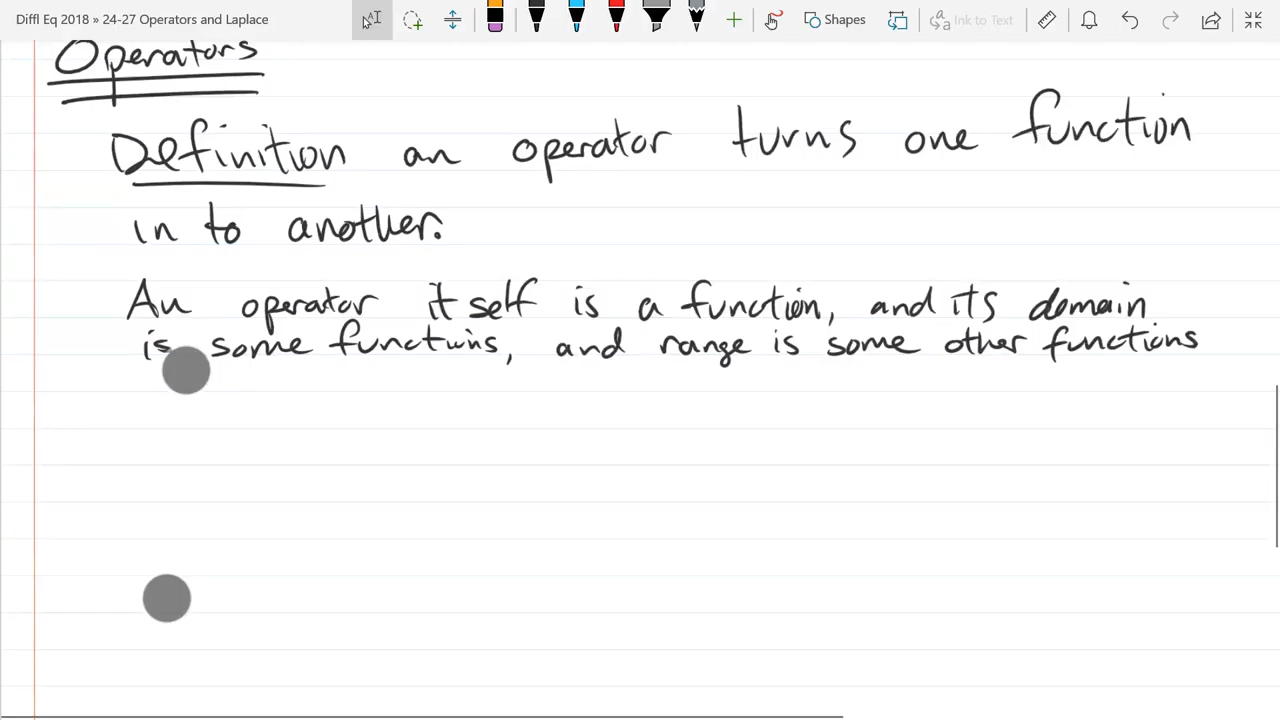 Diffl Eq 2018 » 24-27 Operators and Laplace
Shapes
Ink to Text
Operators
Definition an operator turns one function
in to another.
An operator itself is a function, and its domain
is some functions, and range is some other functions